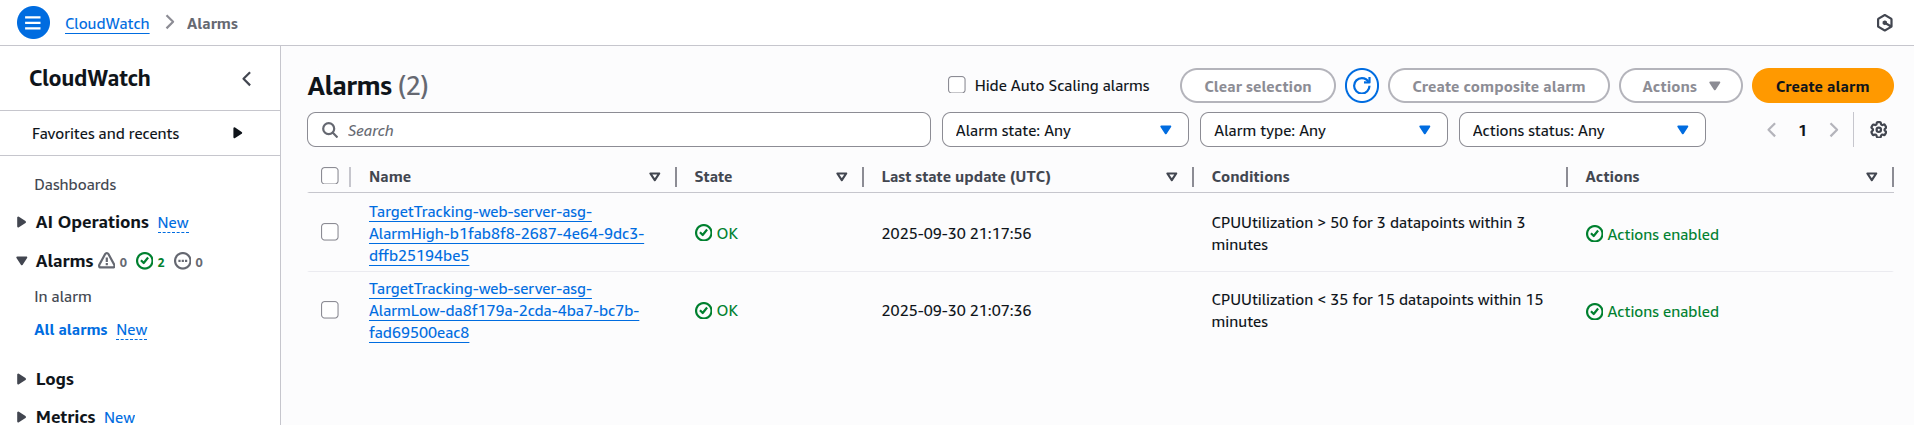 CloudWatch > Alarms
CloudWatch
Favorites and recents
Dashboards
AI Operations New
Alarms 0 2 0
In alarm
All alarms New
Logs
Metrics New
Alarms (2)
Hide Auto Scaling alarms
Clear selection
Create composite alarm
Actions
Create alarm
Search
Alarm state: Any
Alarm type: Any
Actions status: Any
1
Name State Last state update (UTC) Conditions Actions
TargetTracking-web-server-asg-
AlarmHigh-b1fab8f8-2687-4e64-9dc3-
dffb25194be5
OK
2025-09-30 21:17:56
CPUUtilization > 50 for 3 datapoints within 3
minutes
Actions enabled
TargetTracking-web-server-asg-
AlarmLow-da8f179a-2cda-4ba7-bc7b-
fad69500eac8
OK
2025-09-30 21:07:36
CPUUtilization < 35 for 15 datapoints within 15
minutes
Actions enabled